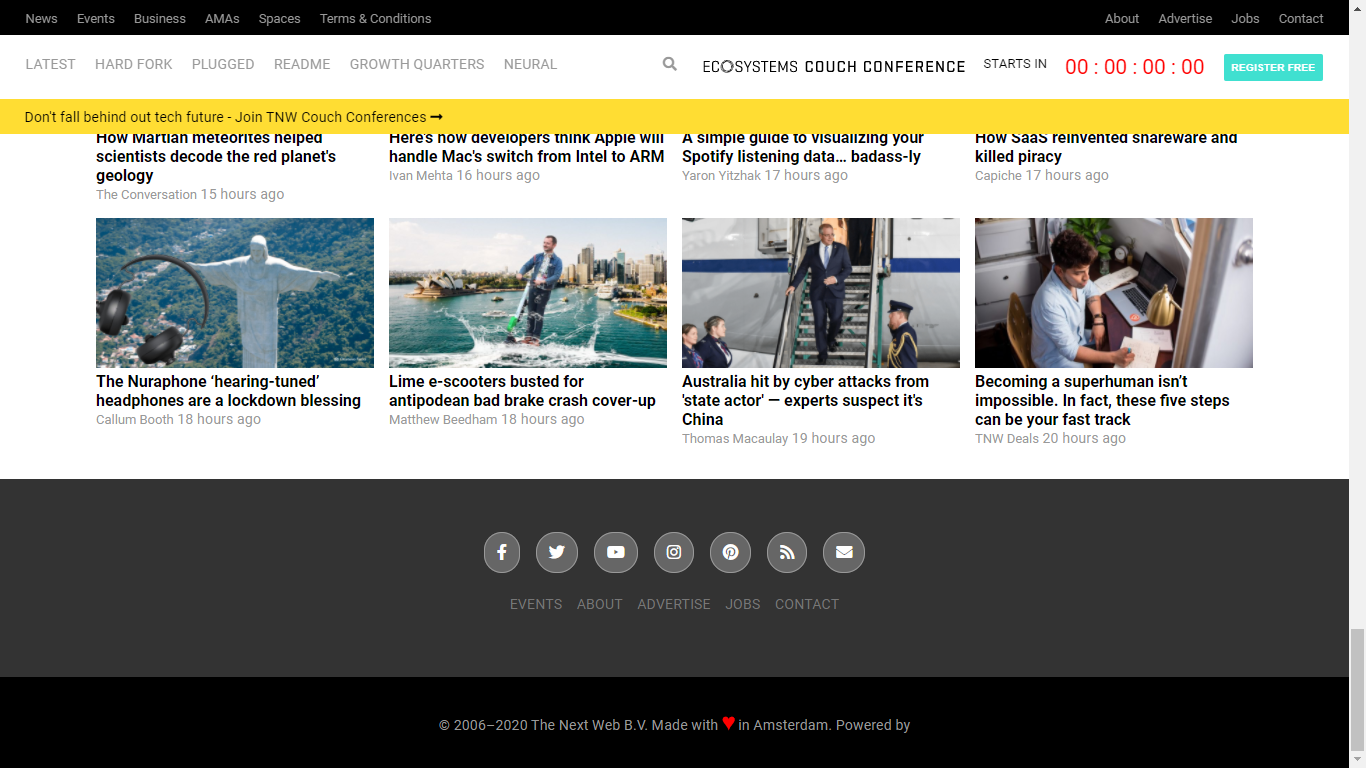 News Events Business AMAs Spaces Terms & Conditions About Advertise Jobs Contact
LATEST HARD FORK PLUGGED README GROWTH QUARTERS NEURAL ECOSYSTEMS COUCH CONFERENCE STARTS IN 00 : 00 : 00 : 00 REGISTER FREE
Don't fall behind out tech future - Join TNW Couch Conferences
How Martian meteorites helped
scientists decode the red planet's
geology
The Conversation 15 hours ago
Here's how developers think Apple will
handle Mac's switch from Intel to ARM
Ivan Mehta 16 hours ago
A simple guide to visualizing your
Spotify listening data… badass-ly
Yaron Yitzhak 17 hours ago
How SaaS reinvented shareware and
killed piracy
Capiche 17 hours ago
The Nuraphone ‘hearing-tuned’
headphones are a lockdown blessing
Callum Booth 18 hours ago
Lime e-scooters busted for
antipodean bad brake crash cover-up
Matthew Beedham 18 hours ago
Australia hit by cyber attacks from
'state actor' — experts suspect it's
China
Thomas Macaulay 19 hours ago
Becoming a superhuman isn’t
impossible. In fact, these five steps
can be your fast track
TNW Deals 20 hours ago
EVENTS ABOUT ADVERTISE JOBS CONTACT
© 2006–2020 The Next Web B.V. Made with ♥ in Amsterdam. Powered by